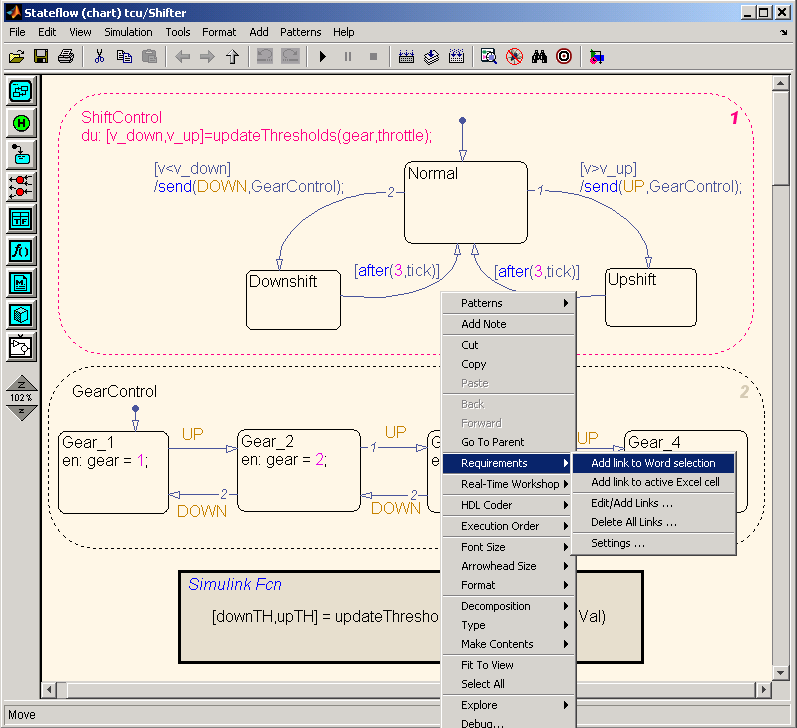 Stateflow (chart) tcu/Shifter
File Edit View Simulation Tools Format Add Patterns Help
ShiftControl
du: [v_down,v_up]=updateThresholds(gear,throttle);
1
[v<v_down]
/send(DOWN,GearControl);
2
Normal
1
[v>v_up]
/send(UP,GearControl);
Downshift
[after(3,tick)]
[after(3,tick)]
Upshift
Z
102 %
Z
GearControl
2
Gear_1
en: gear = 1;
UP
2
DOWN
Gear_2
en: gear = 2;
1
UP
2
DOWN
UP
Gear_4
Simulink Fcn
[downTH,upTH] = updateThresho
Val)
Patterns
Add Note
Cut
Copy
Paste
Back
Forward
Go To Parent
Requirements
Real-Time Workshop
HDL Coder
Execution Order
Font Size
Arrowhead Size
Format
Decomposition
Type
Make Contents
Fit To View
Select All
Explore
Debug...
Add link to Word selection
Add link to active Excel cell
Edit/Add Links ...
Delete All Links ...
Settings ...
Move